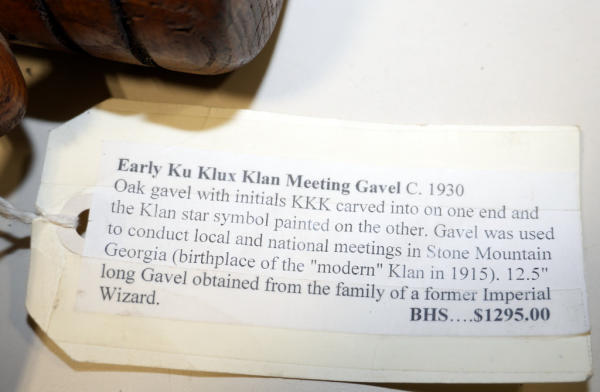 Early Ku Klux Klan Meeting Gavel C. 1930
Oak gavel with initials KKK carved into on one end and
the Klan star symbol painted on the other. Gavel was used
to conduct local and national meetings in Stone Mountain
Georgia (birthplace of the "modern" Klan in 1915). 12.5"
long Gavel obtained from the family of a former Imperial
Wizard.
BHS....$1295.00